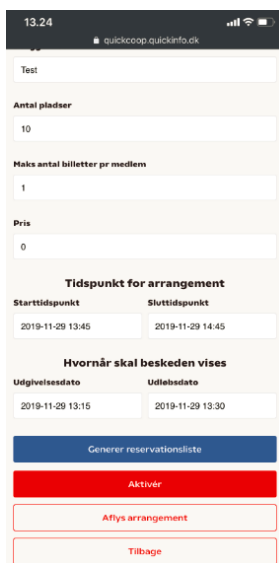 13.24
quickcoop.quickinfo.dk
Test
Antal pladser
10
Maks antal billetter pr medlem
1
Pris
0
Tidspunkt for arrangement
Starttidspunkt Sluttidspunkt
2019-11-29 13:45 2019-11-29 14:45
Hvornår skal beskeden vises
Udgivelsesdato Udløbsdato
2019-11-29 13:15 2019-11-29 13:30
Generer reservationsliste
Aktivér
Aflys arrangement
Tilbage